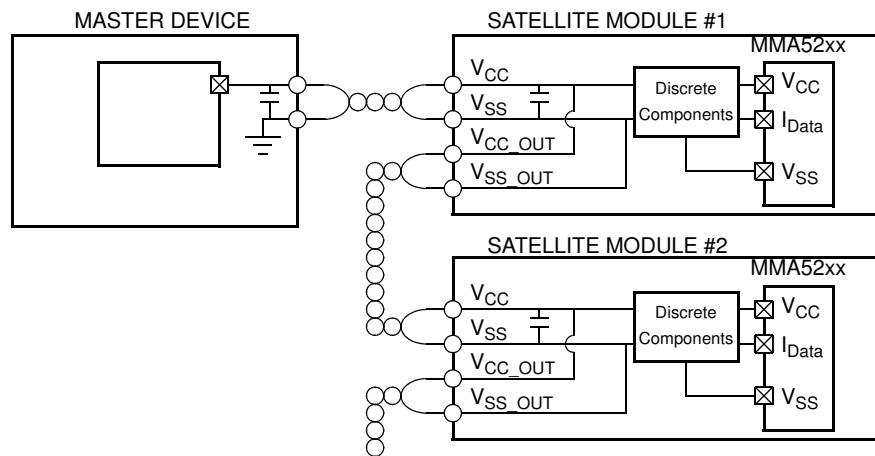 MASTER DEVICE
SATELLITE MODULE #1
MMA52xx
VCC
VSS
VCC_OUT
VSS_OUT
Discrete
Components
VCC
IData
VSS
SATELLITE MODULE #2
MMA52xx
VCC
VSS
VCC_OUT
VSS_OUT
Discrete
Components
VCC
IData
VSS